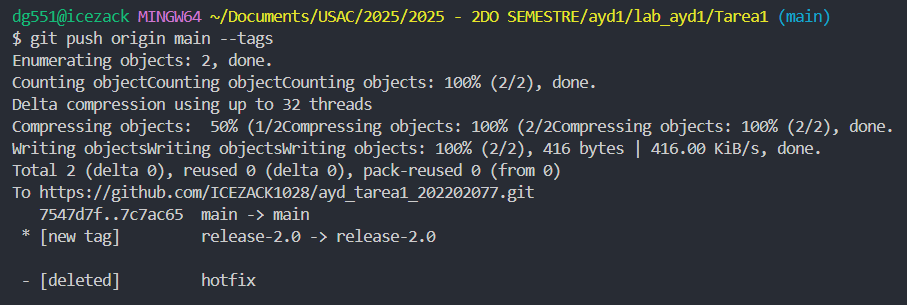 dg551@icezack MINGW64 ~/Documents/USAC/2025/2025 - 2DO SEMESTRE/ayd1/lab_ayd1/Tarea1 (main)
$ git push origin main --tags
Enumerating objects: 2, done.
Counting objectCounting objectCounting objects: 100% (2/2), done.
Delta compression using up to 32 threads
Compressing objects:  50% (1/2Compressing objects: 100% (2/2Compressing objects: 100% (2/2), done.
Writing objectsWriting objectsWriting objects: 100% (2/2), 416 bytes | 416.00 KiB/s, done.
Total 2 (delta 0), reused 0 (delta 0), pack-reused 0 (from 0)
To https://github.com/ICEZACK1028/ayd_tarea1_202202077.git
   7547d7f..7c7ac65  main -> main
 * [new tag]         release-2.0 -> release-2.0
 - [deleted]         hotfix